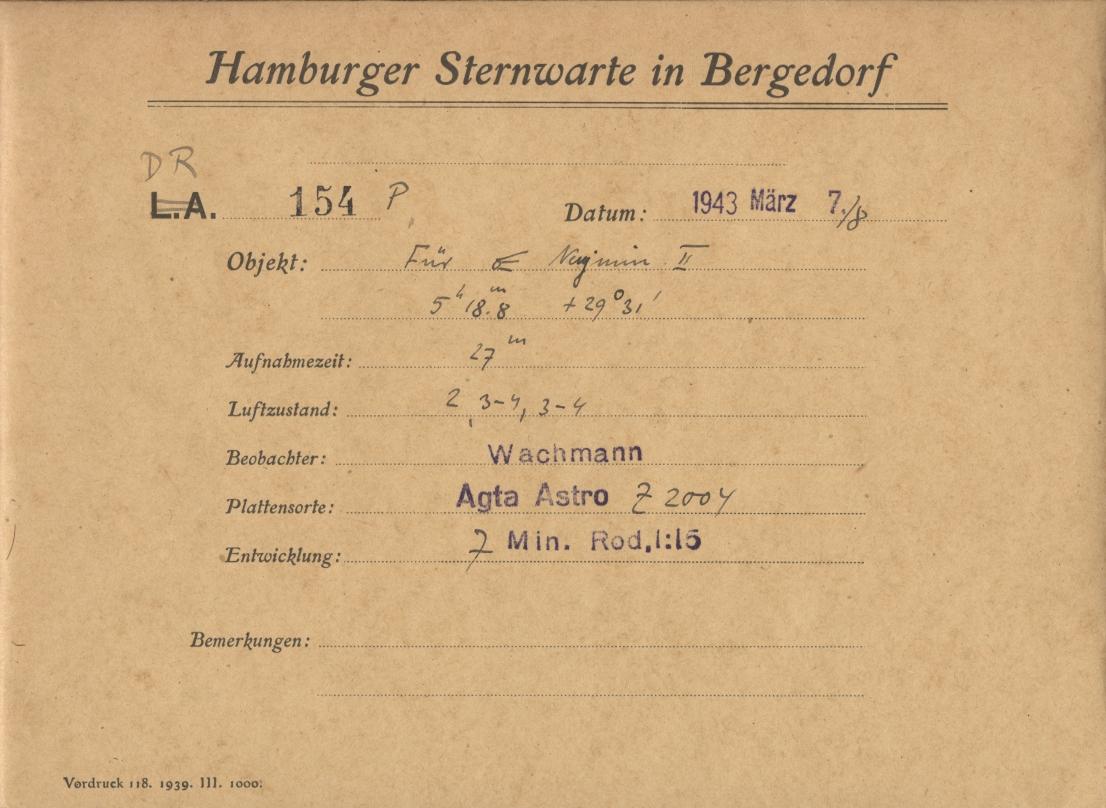 Hamburger Sternwarte in Bergedorf
DR
L.A. 154 P Datum: 1943 März 7./8
Objekt: Für Neujmin II
5ʰ 18.ᵐ8 +29°31′
Aufnahmezeit: 27ᵐ
Luftzustand: 2, 3-4, 3-4
Beobachter: Wachmann
Plattensorte: Agfa Astro Z 2004
Entwicklung: 7 Min. Rod. 1:15
Bemerkungen:
Vordruck 118. 1939. III. 1000.